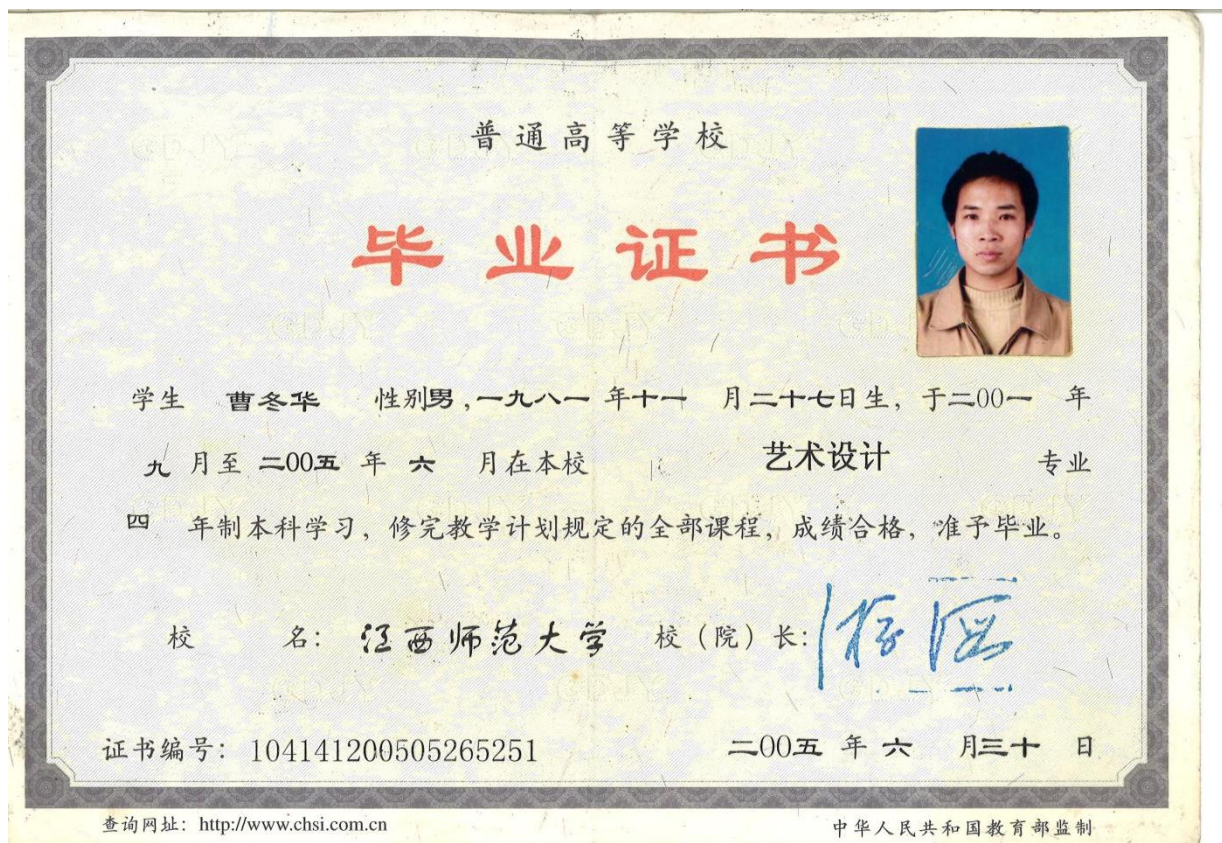 普通高等学校
毕业证书
学生 曹冬华 性别男,一九八一年十一月二十七日生，于二00一年
九月至二00五年六月在本校 艺术设计 专业
四年制本科学习，修完教学计划规定的全部课程，成绩合格，准予毕业。
校 名：江西师范大学 校（院）长：
证书编号：104141200505265251 二00五年六月三十日
查询网址：http://www.chsi.com.cn 中华人民共和国教育部监制